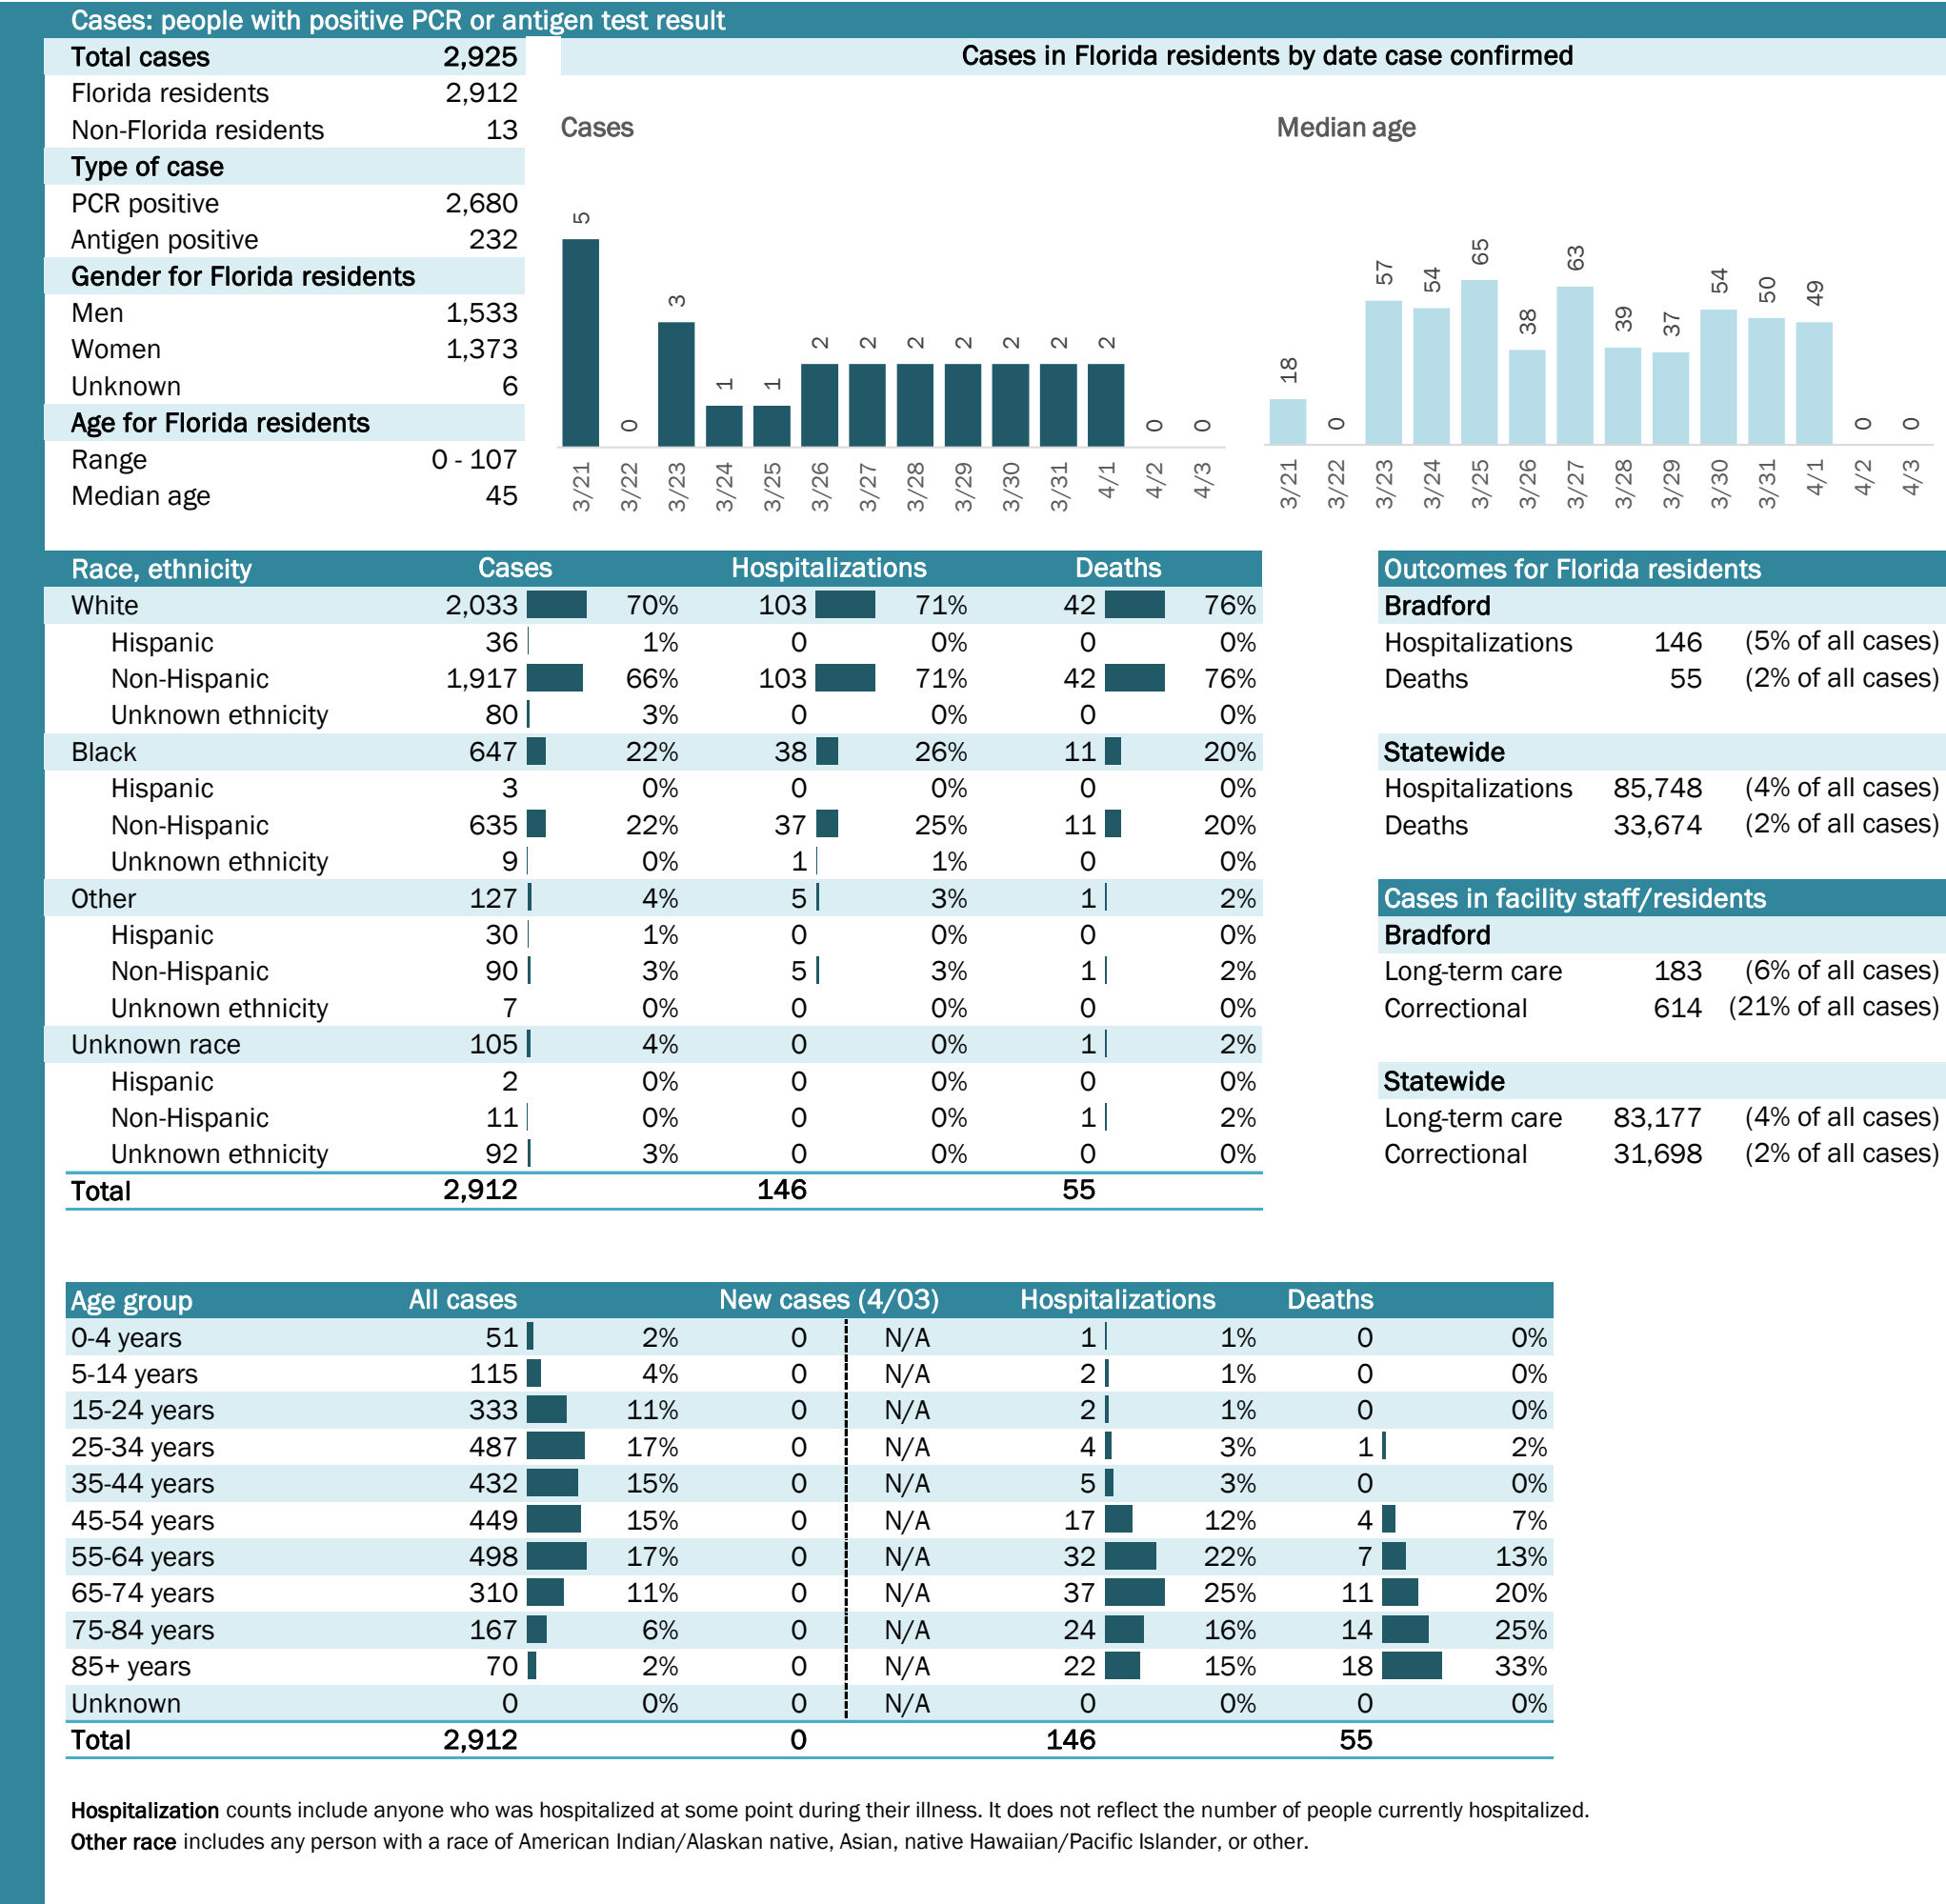 Cases: people with positive PCR or antigen test result
Total cases 2,925
Florida residents 2,912
Non-Florida residents 13
Type of case
PCR positive 2,680
Antigen positive 232
Gender for Florida residents
Men 1,533
Women 1,373
Unknown 6
Age for Florida residents
Range 0 - 107
Median age 45
Cases in Florida residents by date case confirmed
Cases
5 0 3 1 1 2 2 2 2 2 2 2 0 0
3/21 3/22 3/23 3/24 3/25 3/26 3/27 3/28 3/29 3/30 3/31 4/1 4/2 4/3
Median age
18 0 57 54 65 38 63 39 37 54 50 49 0 0
3/21 3/22 3/23 3/24 3/25 3/26 3/27 3/28 3/29 3/30 3/31 4/1 4/2 4/3
Race, ethnicity Cases Hospitalizations Deaths
White 2,033 70% 103 71% 42 76%
Hispanic 36 1% 0 0% 0 0%
Non-Hispanic 1,917 66% 103 71% 42 76%
Unknown ethnicity 80 3% 0 0% 0 0%
Black 647 22% 38 26% 11 20%
Hispanic 3 0% 0 0% 0 0%
Non-Hispanic 635 22% 37 25% 11 20%
Unknown ethnicity 9 0% 1 1% 0 0%
Other 127 4% 5 3% 1 2%
Hispanic 30 1% 0 0% 0 0%
Non-Hispanic 90 3% 5 3% 1 2%
Unknown ethnicity 7 0% 0 0% 0 0%
Unknown race 105 4% 0 0% 1 2%
Hispanic 2 0% 0 0% 0 0%
Non-Hispanic 11 0% 0 0% 1 2%
Unknown ethnicity 92 3% 0 0% 0 0%
Total 2,912 146 55
Outcomes for Florida residents
Bradford
Hospitalizations 146 (5% of all cases)
Deaths 55 (2% of all cases)
Statewide
Hospitalizations 85,748 (4% of all cases)
Deaths 33,674 (2% of all cases)
Cases in facility staff/residents
Bradford
Long-term care 183 (6% of all cases)
Correctional 614 (21% of all cases)
Statewide
Long-term care 83,177 (4% of all cases)
Correctional 31,698 (2% of all cases)
Age group All cases New cases (4/03) Hospitalizations Deaths
0-4 years 51 2% 0 N/A 1 1% 0 0%
5-14 years 115 4% 0 N/A 2 1% 0 0%
15-24 years 333 11% 0 N/A 2 1% 0 0%
25-34 years 487 17% 0 N/A 4 3% 1 2%
35-44 years 432 15% 0 N/A 5 3% 0 0%
45-54 years 449 15% 0 N/A 17 12% 4 7%
55-64 years 498 17% 0 N/A 32 22% 7 13%
65-74 years 310 11% 0 N/A 37 25% 11 20%
75-84 years 167 6% 0 N/A 24 16% 14 25%
85+ years 70 2% 0 N/A 22 15% 18 33%
Unknown 0 0% 0 N/A 0 0% 0 0%
Total 2,912 0 146 55
Hospitalization counts include anyone who was hospitalized at some point during their illness. It does not reflect the number of people currently hospitalized.
Other race includes any person with a race of American Indian/Alaskan native, Asian, native Hawaiian/Pacific Islander, or other.